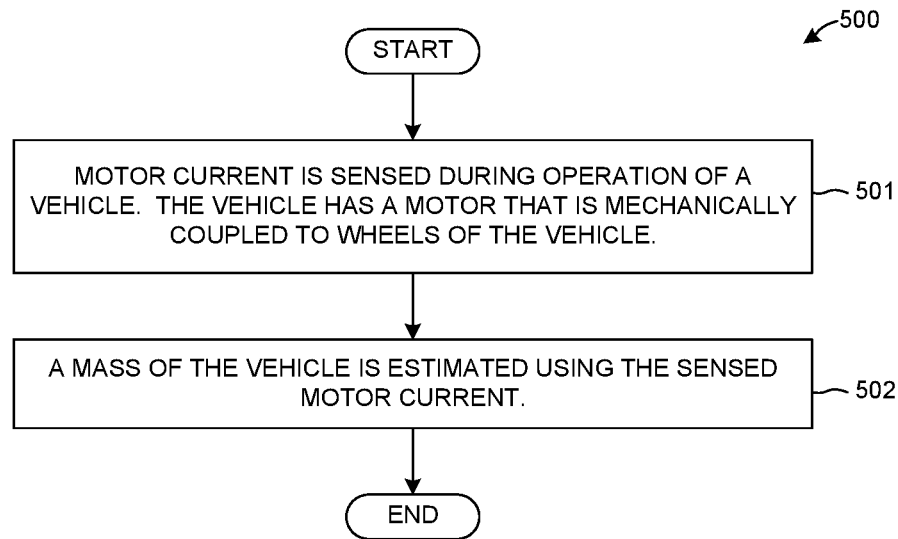 500
START
MOTOR CURRENT IS SENSED DURING OPERATION OF A
VEHICLE. THE VEHICLE HAS A MOTOR THAT IS MECHANICALLY
COUPLED TO WHEELS OF THE VEHICLE.
501
A MASS OF THE VEHICLE IS ESTIMATED USING THE SENSED
MOTOR CURRENT.
502
END